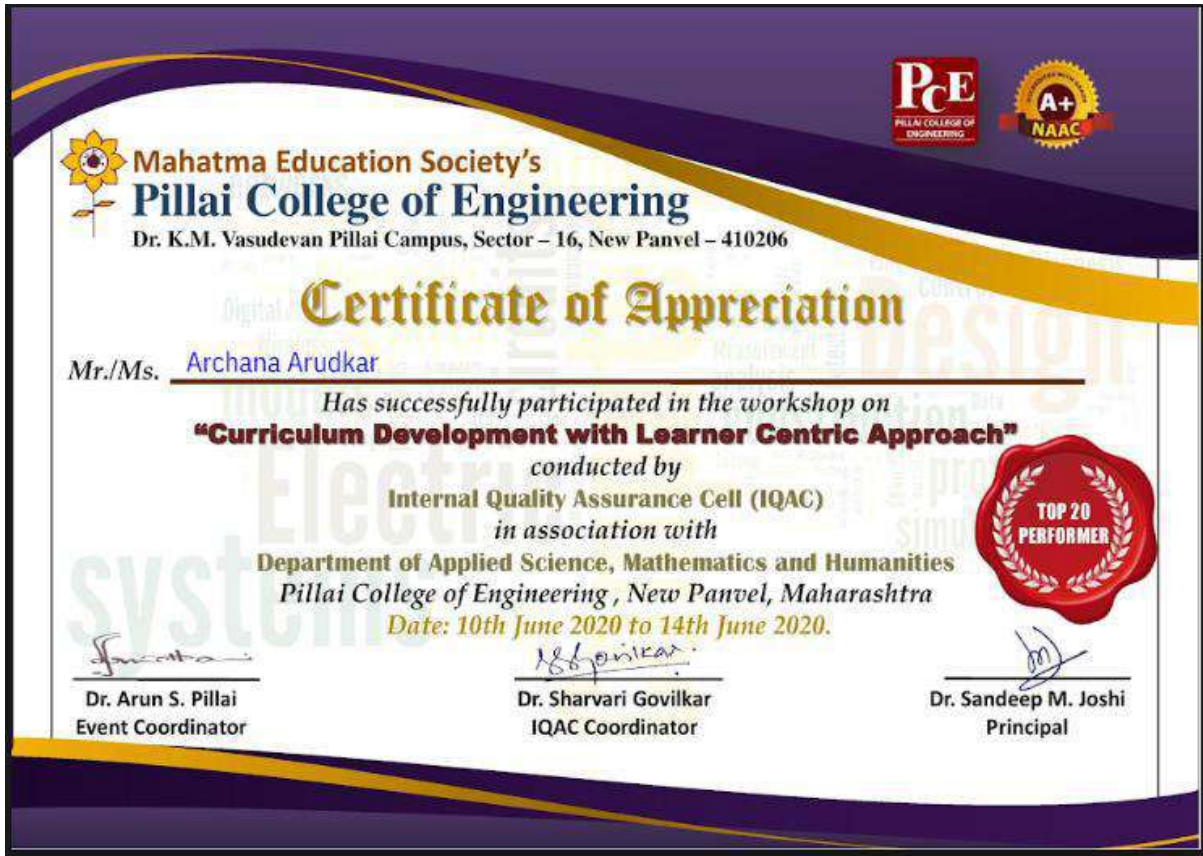 PCE
PILLAI COLLEGE OF
ENGINEERING
A+
NAAC
Mahatma Education Society's
Pillai College of Engineering
Dr. K.M. Vasudevan Pillai Campus, Sector – 16, New Panvel – 410206
Certificate of Appreciation
Mr./Ms. Archana Arudkar
Has successfully participated in the workshop on
“Curriculum Development with Learner Centric Approach”
conducted by
Internal Quality Assurance Cell (IQAC)
in association with
Department of Applied Science, Mathematics and Humanities
Pillai College of Engineering , New Panvel, Maharashtra
Date: 10th June 2020 to 14th June 2020.
TOP 20
PERFORMER
Dr. Arun S. Pillai
Event Coordinator
Dr. Sharvari Govilkar
IQAC Coordinator
Dr. Sandeep M. Joshi
Principal
Design
Electric
systems